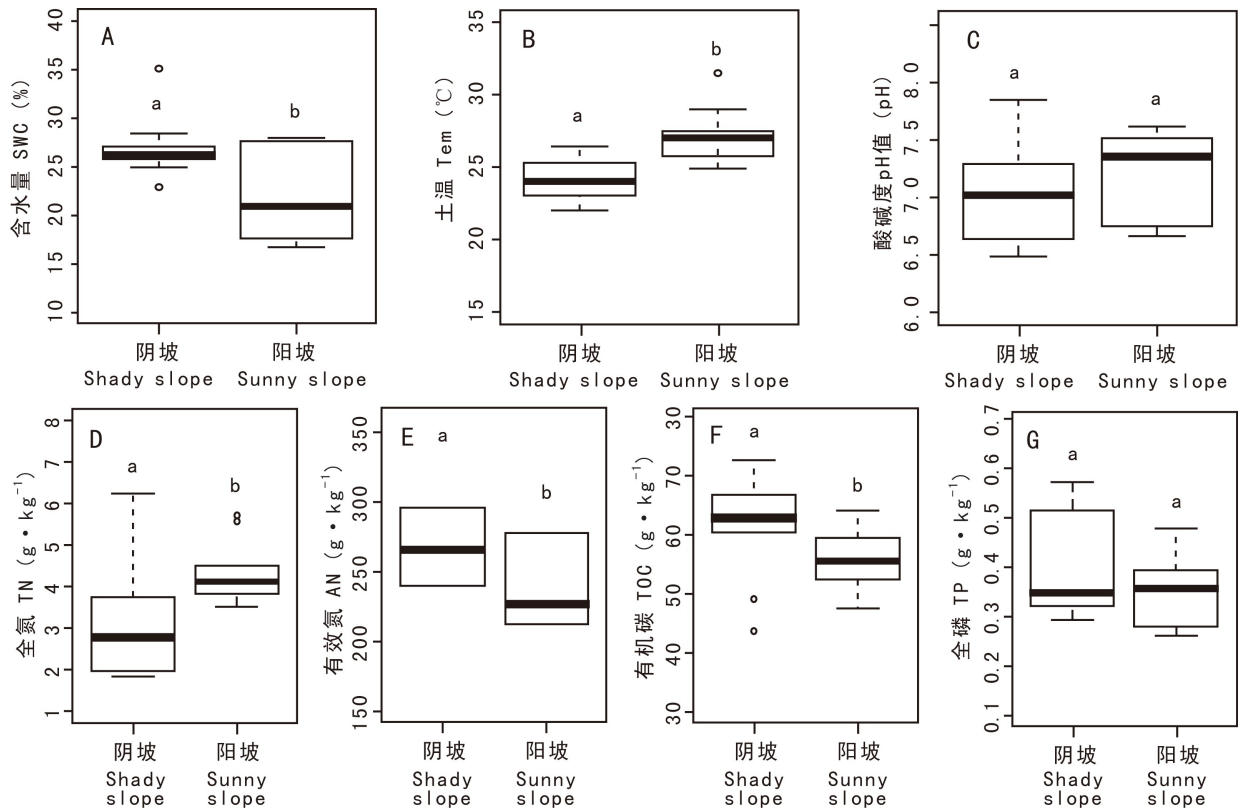 A
含水量 SWC (%)
40
35
30
25
20
15
10
a
b
阴坡
阳坡
Shady slope
Sunny slope
B
土温 Tem (℃)
35
30
25
20
15
a
b
阴坡
阳坡
Shady slope
Sunny slope
C
酸碱度pH值 (pH)
8.0
7.5
7.0
6.5
6.0
a
a
阴坡
阳坡
Shady slope
Sunny slope
D
全氮 TN (g·kg⁻¹)
8
7
6
5
4
3
2
1
a
b
阴坡
阳坡
Shady
slope
Sunny
slope
E
有效氮 AN (g·kg⁻¹)
350
300
250
200
150
a
b
阴坡
阳坡
Shady
slope
Sunny
slope
F
有机碳 TOC (g·kg⁻¹)
30
70
60
50
40
30
a
b
阴坡
阳坡
Shady
slope
Sunny
slope
G
全磷 TP (g·kg⁻¹)
0.7
0.6
0.5
0.4
0.3
0.2
0.1
a
a
阴坡
阳坡
Shady
slope
Sunny
slope